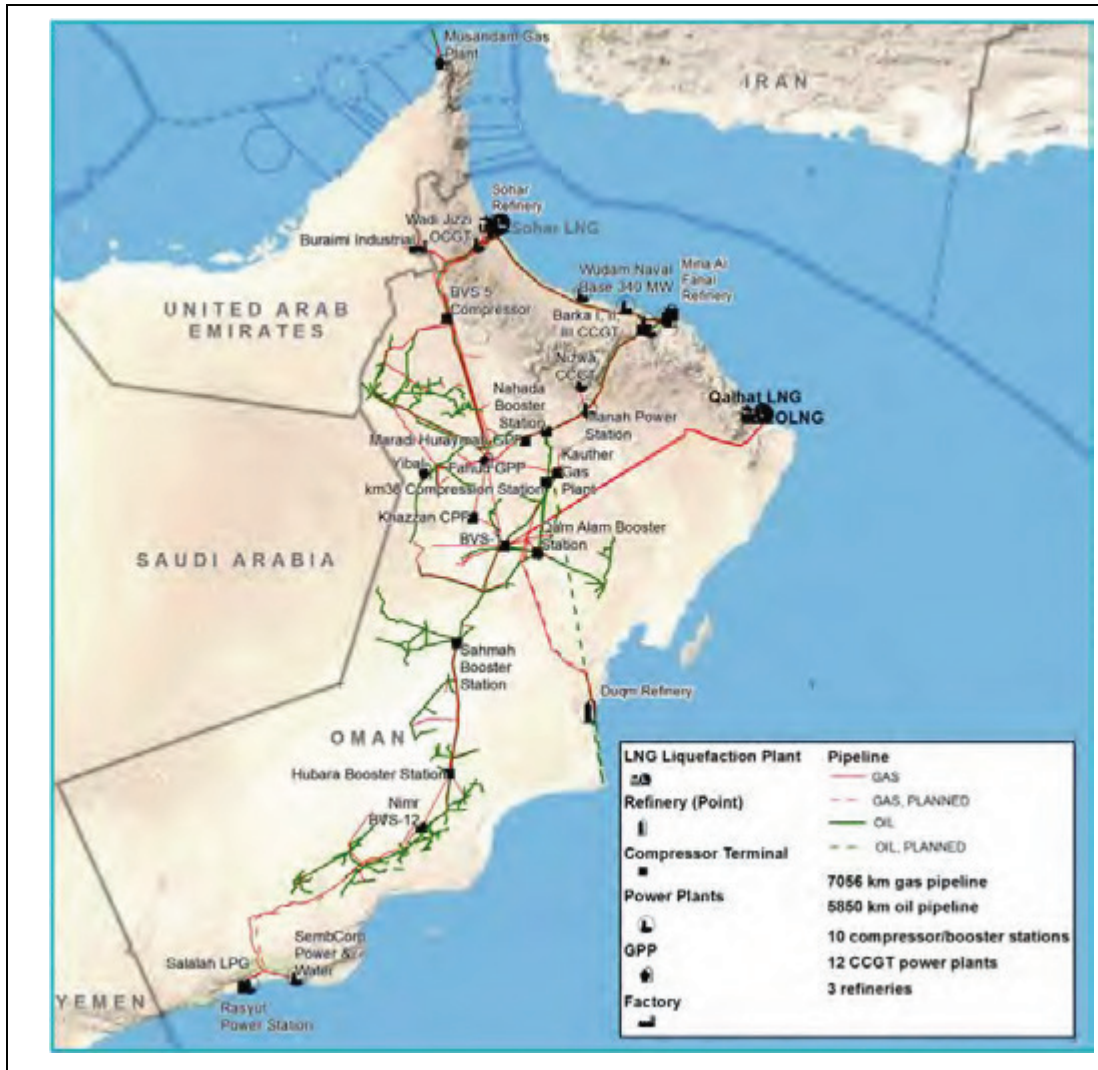 Musandam Gas
Plant
IRAN
Sohar
Refinery
Wadi Jizzi
OCGT
Sohar LNG
Buraimi Industrial
Wudam Naval
Base 340 MW
Mina Al
Fahal
Refinery
UNITED ARAB
EMIRATES
BVS 5
Compressor
Barka I, II,
III CCGT
Nizwa
CCGT
Nahada
Booster
Station
Qalhat LNG
OLNG
Manah Power
Station
Maradi Huraymah GPP
Kauther
Gas
Plant
Yibal
Fahud GPP
km36 Compression Station
Khazzan CPF
BVS-
Qarn Alam Booster
Station
SAUDI ARABIA
Sahmah
Booster
Station
Duqm Refinery
OMAN
Hubara Booster Station
Nimr
BVS-12
SembCorp
Power &
Water
Salalah LPG
YEMEN
Rasyut
Power Station
LNG Liquefaction Plant
Refinery (Point)
Compressor Terminal
Power Plants
GPP
Factory
Pipeline
GAS
GAS, PLANNED
OIL
OIL, PLANNED
7056 km gas pipeline
5850 km oil pipeline
10 compressor/booster stations
12 CCGT power plants
3 refineries